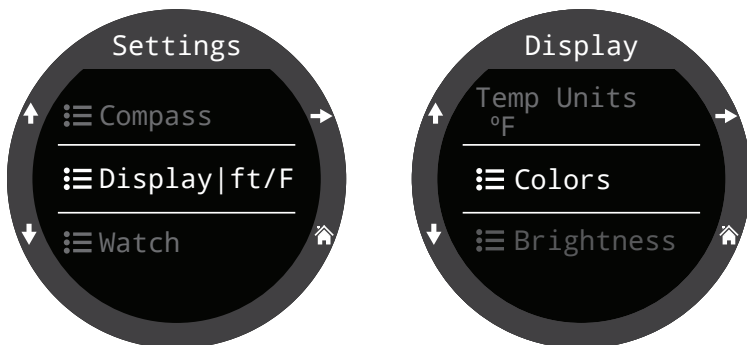 Settings
Compass
Display|ft/F
Watch
Display
Temp Units
ºF
Colors
Brightness